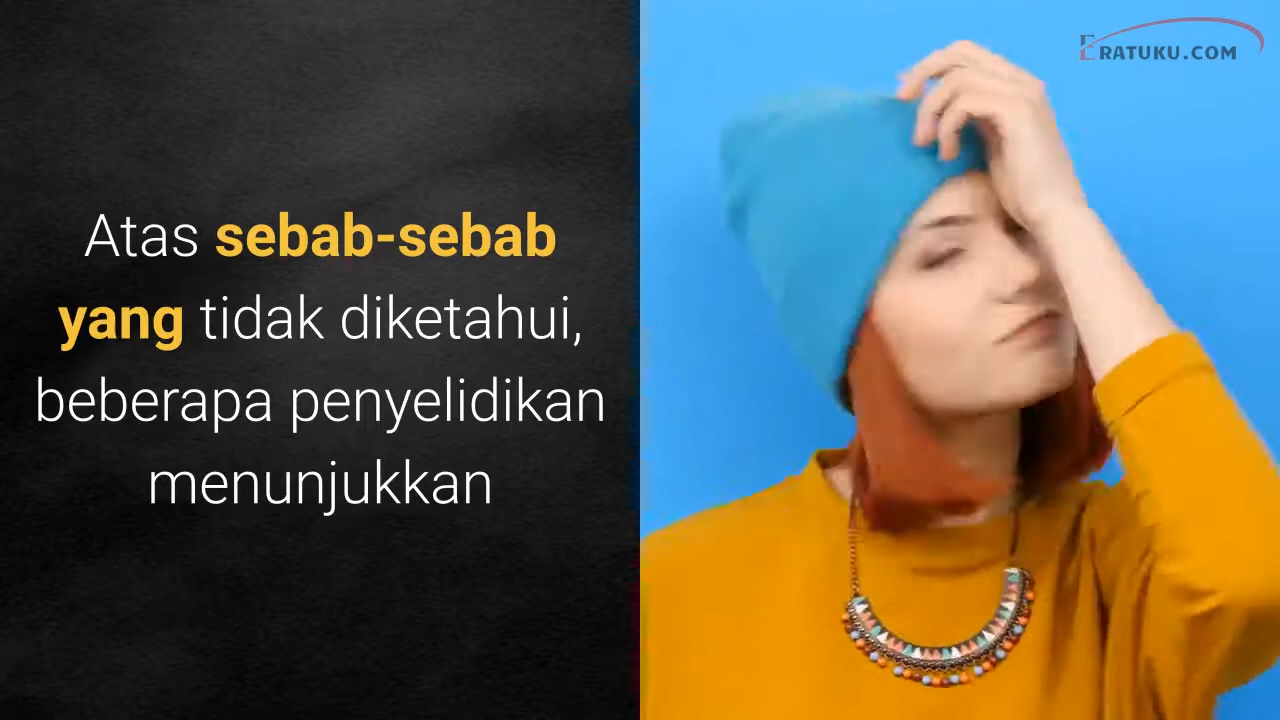 Atas sebab-sebab
yang tidak diketahui,
beberapa penyelidikan
menunjukkan
ERATUKU.COM